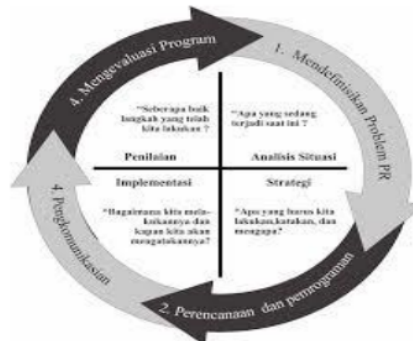 4. Mengevaluasi Program
1. Mendefinisikan Problem PR
"Seberapa baik
langkah yang telah
kita lakukan ?
Penilaian
"Apa yang sedang
terjadi saat ini ?
Analisis Situasi
Implementasi
"Bagaimana kita mela-
kukannya dan
kapan kita akan
mengatakannya?
Strategi
"Apa yang harus kita
lakukan,katakan, dan
mengapa?
4. Pengkomunikasian
2. Perencanaan dan pemrograman